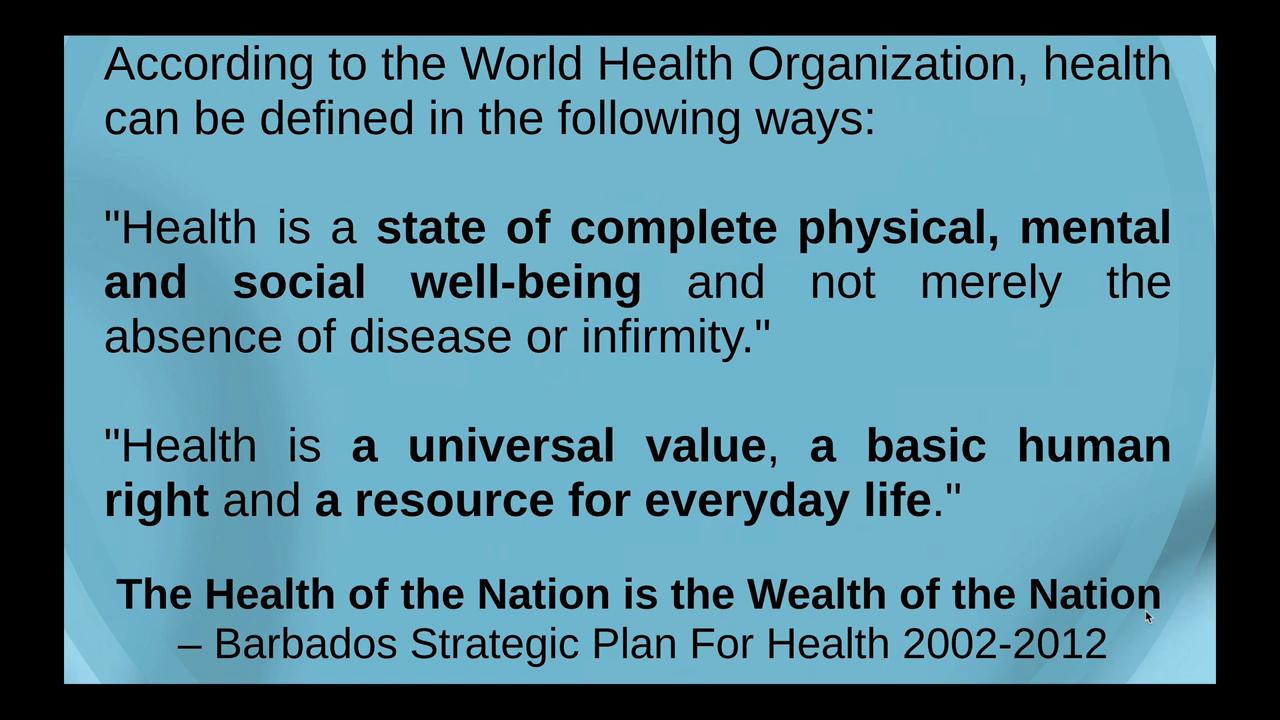 According to the World Health Organization, health
can be defined in the following ways:
"Health is a state of complete physical, mental
and social well-being and not merely the
absence of disease or infirmity."
"Health is a universal value, a basic human
right and a resource for everyday life."
The Health of the Nation is the Wealth of the Nation
– Barbados Strategic Plan For Health 2002-2012